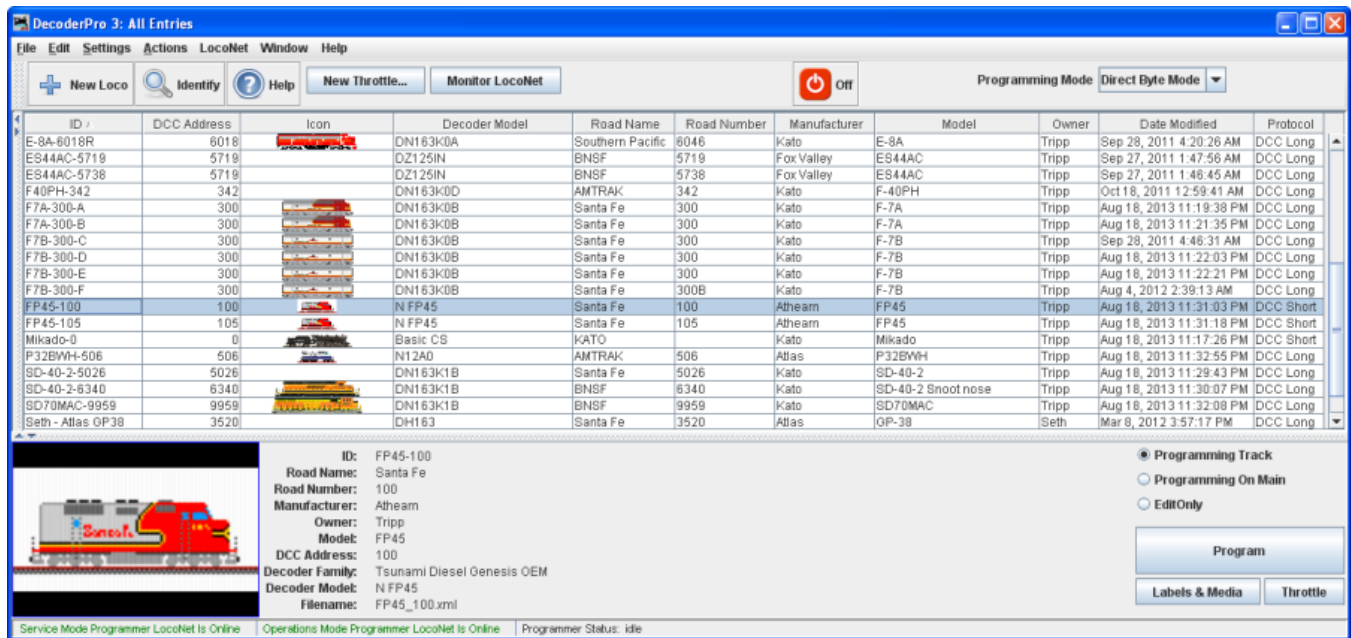 DecoderPro 3: All Entries
File Edit Settings Actions LocoNet Window Help
New Loco Identify Help New Throttle... Monitor LocoNet Off Programming Mode Direct Byte Mode
ID DCC Address Icon Decoder Model Road Name Road Number Manufacturer Model Owner Date Modified Protocol
E-8A-6018R 6018 DN163K0A Southern Pacific 6046 Kato E-8A Tripp Sep 28, 2011 4:20:26 AM DCC Long
ES44AC-5719 5719 DZ125IN BNSF 5719 Fox Valley ES44AC Tripp Sep 27, 2011 1:47:56 AM DCC Long
ES44AC-5738 5719 DZ125IN BNSF 5738 Fox Valley ES44AC Tripp Sep 27, 2011 1:46:45 AM DCC Long
F40PH-342 342 DN163K0D AMTRAK 342 Kato F-40PH Tripp Oct 18, 2011 12:59:41 AM DCC Long
F7A-300-A 300 DN163K0B Santa Fe 300 Kato F-7A Tripp Aug 18, 2013 11:19:38 PM DCC Long
F7A-300-B 300 DN163K0B Santa Fe 300 Kato F-7A Tripp Aug 18, 2013 11:21:35 PM DCC Long
F7B-300-C 300 DN163K0B Santa Fe 300 Kato F-7B Tripp Sep 28, 2011 4:46:31 AM DCC Long
F7B-300-D 300 DN163K0B Santa Fe 300 Kato F-7B Tripp Aug 18, 2013 11:22:03 PM DCC Long
F7B-300-E 300 DN163K0B Santa Fe 300 Kato F-7B Tripp Aug 18, 2013 11:22:21 PM DCC Long
F7B-300-F 300 DN163K0B Santa Fe 300B Kato F-7B Tripp Aug 4, 2012 2:39:13 AM DCC Long
FP45-100 100 N FP45 Santa Fe 100 Athearn FP45 Tripp Aug 18, 2013 11:31:03 PM DCC Short
FP45-105 105 N FP45 Santa Fe 105 Athearn FP45 Tripp Aug 18, 2013 11:31:18 PM DCC Short
Mikado-0 0 Basic CS KATO Kato Mikado Tripp Aug 18, 2013 11:17:26 PM DCC Short
P32BWH-506 506 N12A0 AMTRAK 506 Atlas P32BWH Tripp Aug 18, 2013 11:32:55 PM DCC Long
SD-40-2-5026 5026 DN163K1B Santa Fe 5026 Kato SD-40-2 Tripp Aug 18, 2013 11:29:43 PM DCC Long
SD-40-2-6340 6340 DN163K1B BNSF 6340 Kato SD-40-2 Snoot nose Tripp Aug 18, 2013 11:30:07 PM DCC Long
SD70MAC-9959 9959 DN163K1B BNSF 9959 Kato SD70MAC Tripp Aug 18, 2013 11:32:08 PM DCC Long
Seth - Atlas GP38 3520 DH163 Santa Fe 3520 Atlas GP-38 Seth Mar 8, 2012 3:57:17 PM DCC Long
Santa Fe
ID: FP45-100
Road Name: Santa Fe
Road Number: 100
Manufacturer: Athearn
Owner: Tripp
Model: FP45
DCC Address: 100
Decoder Family: Tsunami Diesel Genesis OEM
Decoder Model: N FP45
Filename: FP45_100.xml
Programming Track
Programming On Main
Edit Only
Program
Labels & Media Throttle
Service Mode Programmer LocoNet Is Online Operations Mode Programmer LocoNet Is Online Programmer Status: idle